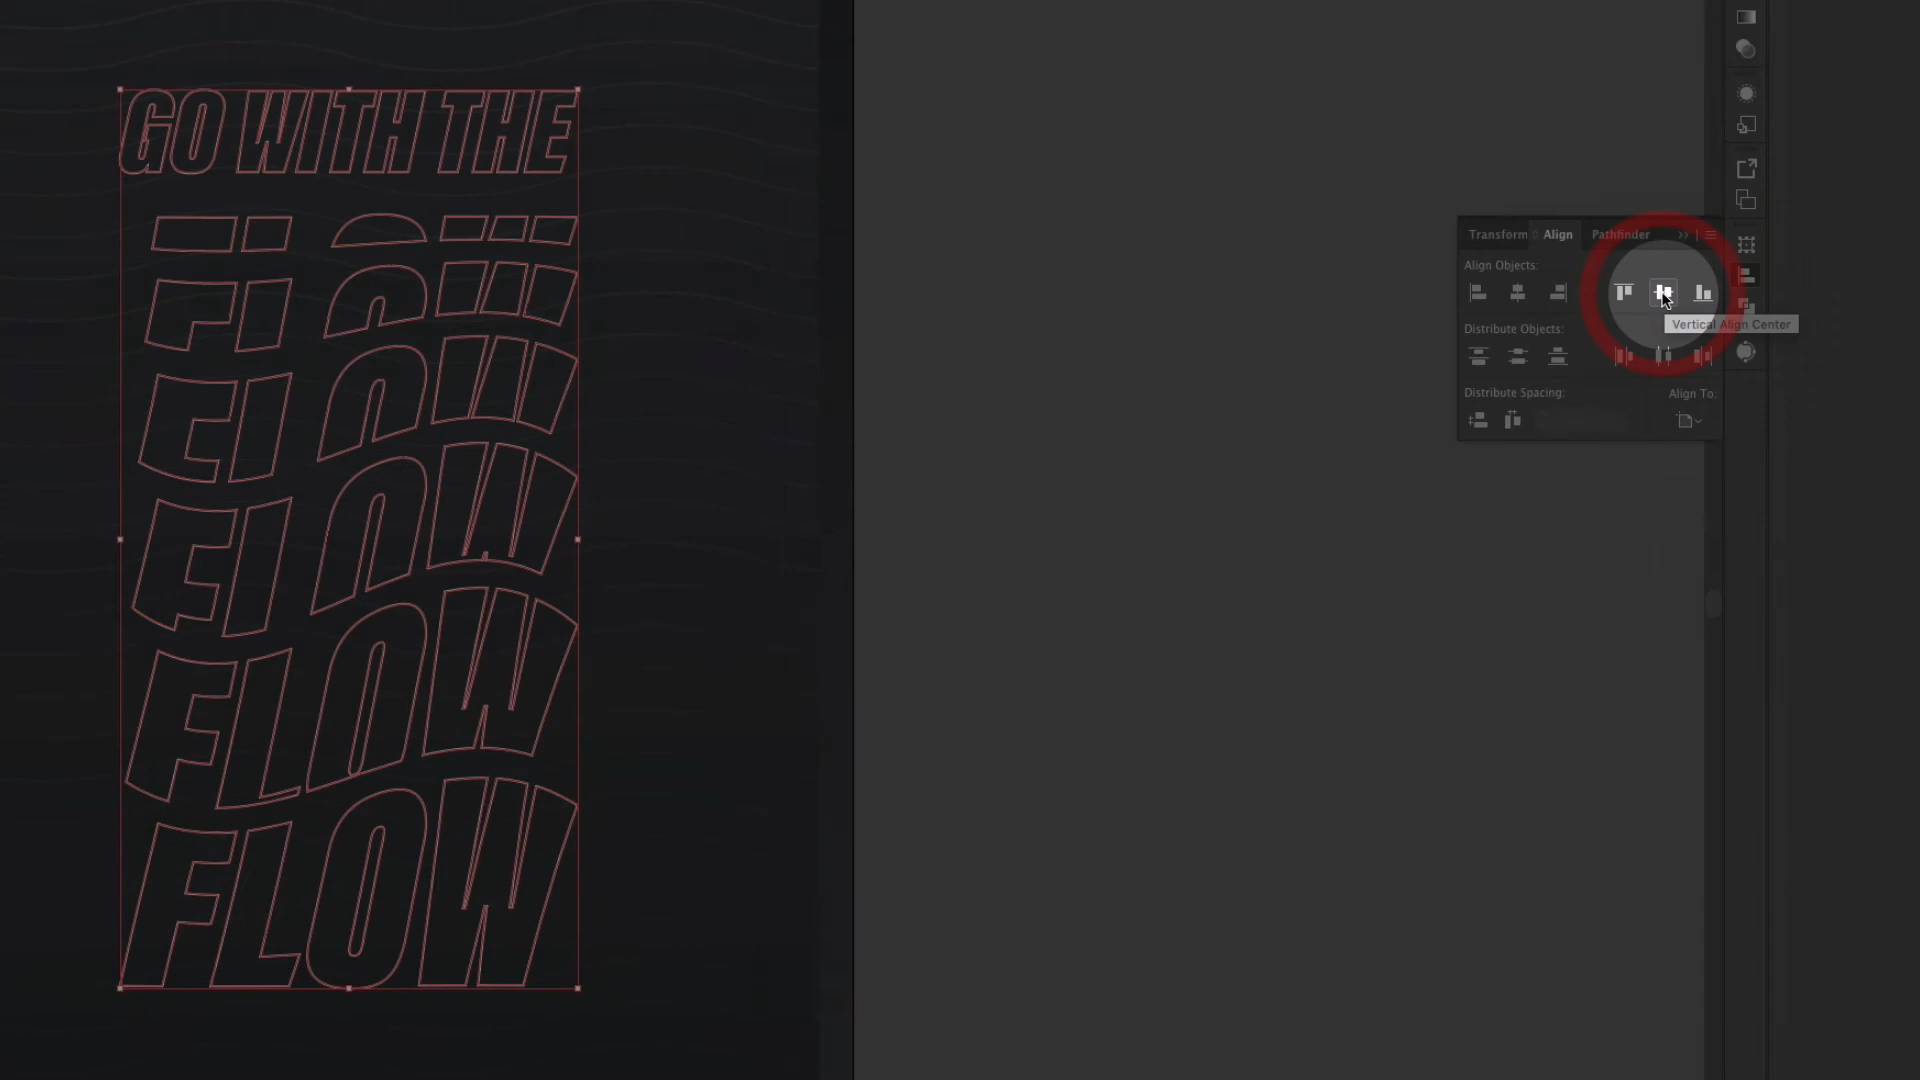 GO WITH THE
FLOW
FLOW
Transform
Align
Pathfinder
Align Objects:
Vertical Align Center
Distribute Objects:
Distribute Spacing:
Align To: